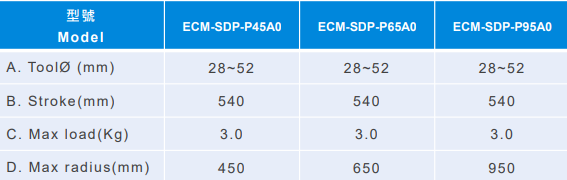 型號 ECM-SDP-P45A0 ECM-SDP-P65A0 ECM-SDP-P95A0
Model
A. ToolØ (mm) 28~52 28~52 28~52
B. Stroke(mm) 540 540 540
C. Max load(Kg) 3.0 3.0 3.0
D. Max radius(mm) 450 650 950